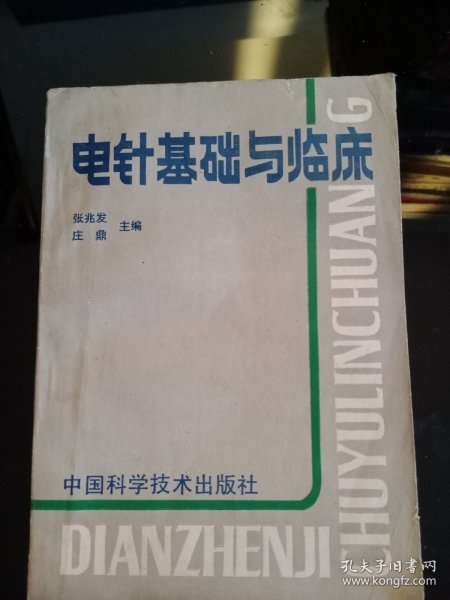 电针基础与临床
张兆发
庄鼎
主编
中国科学技术出版社
DIANZHENJI
CHUYULINCHUANG
孔夫子旧书网
www.kongfz.com